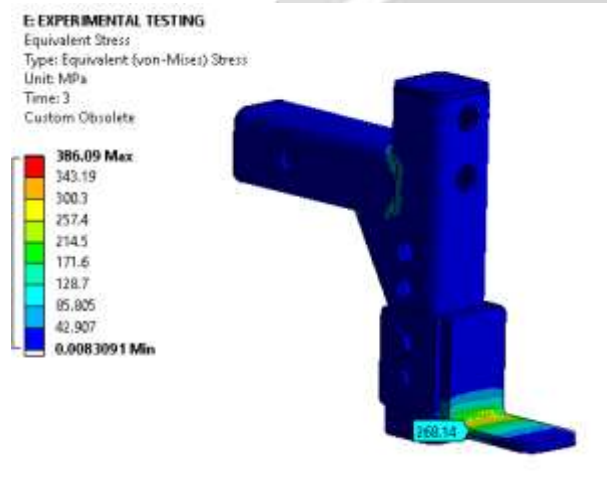 E: EXPERIMENTAL TESTING
Equivalent Stress
Type: Equivalent (von-Mises) Stress
Unit: MPa
Time: 3
Custom Obsolete
386.09 Max
343.19
300.3
257.4
214.5
171.6
128.7
85.805
42.907
0.0083091 Min
268.14